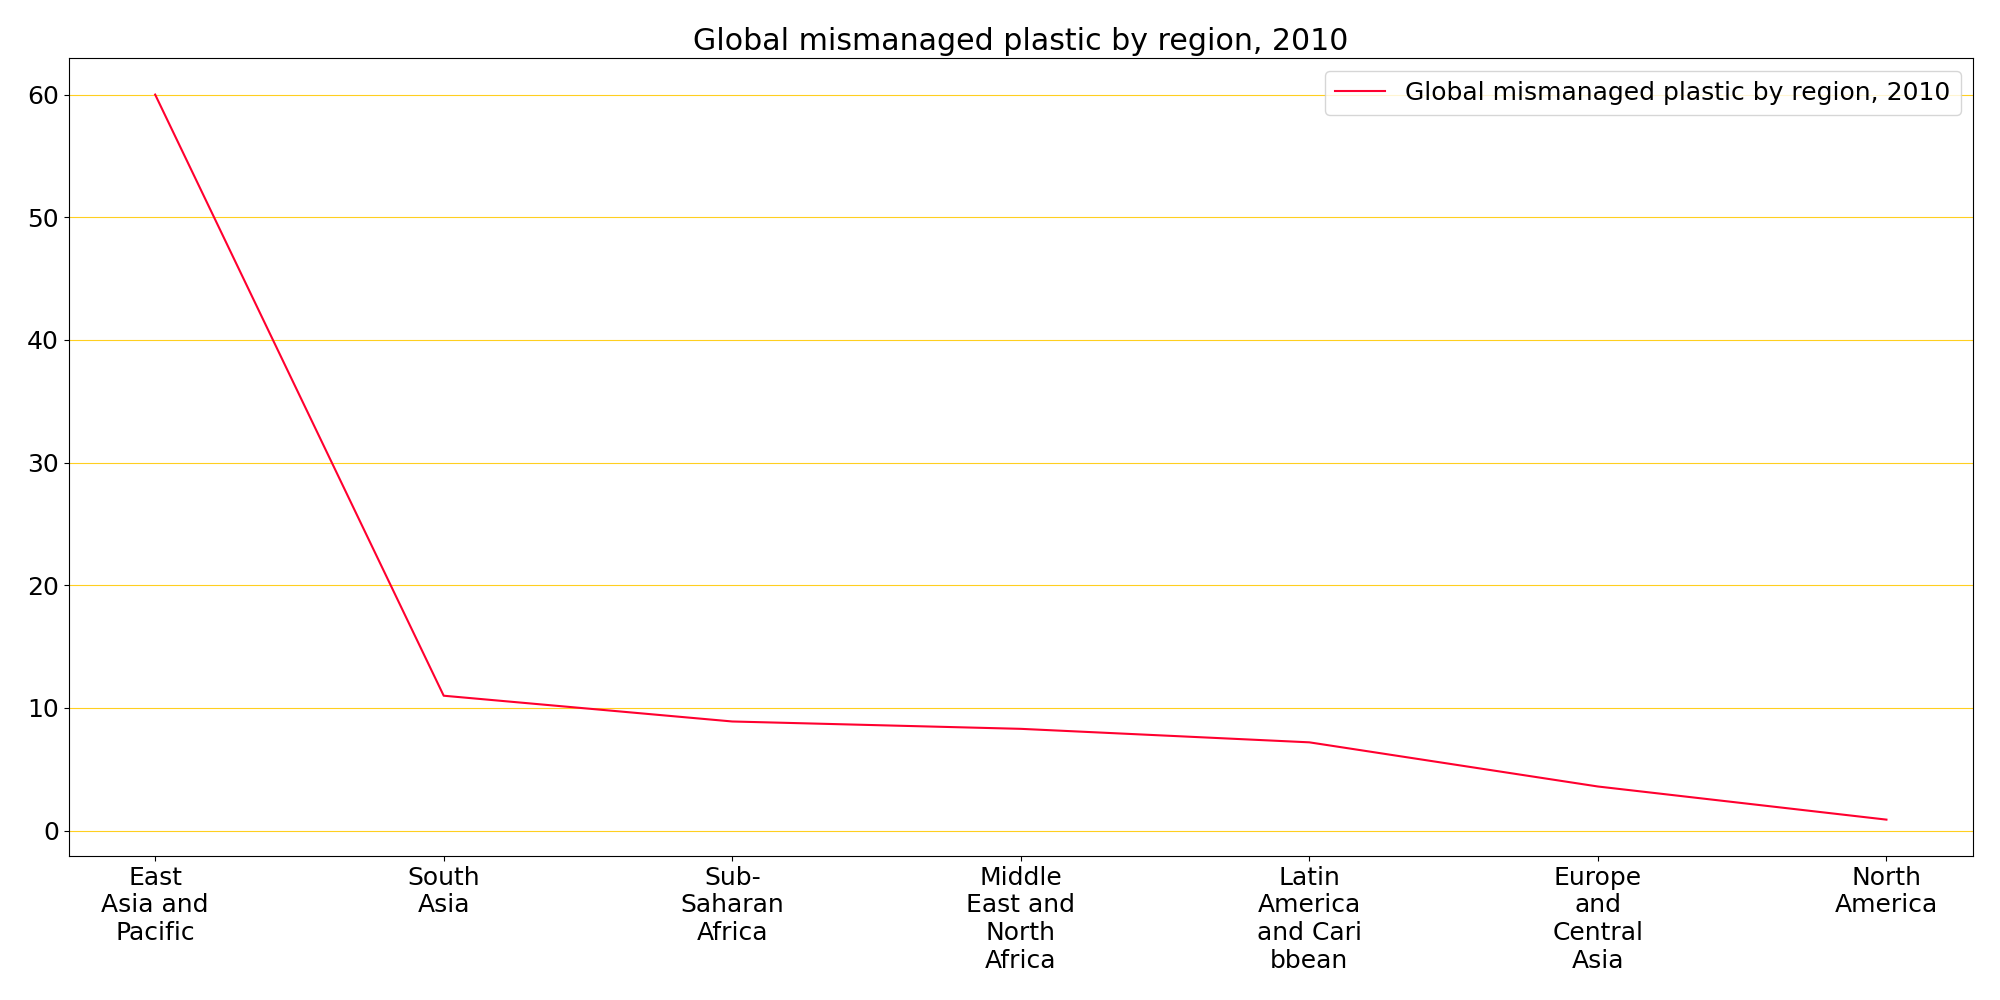 Global mismanaged plastic by region, 2010
Global mismanaged plastic by region, 2010
60
50
40
30
20
10
0
East
Asia and
Pacific
South
Asia
Sub-
Saharan
Africa
Middle
East and
North
Africa
Latin
America
and Cari
bbean
Europe
and
Central
Asia
North
America